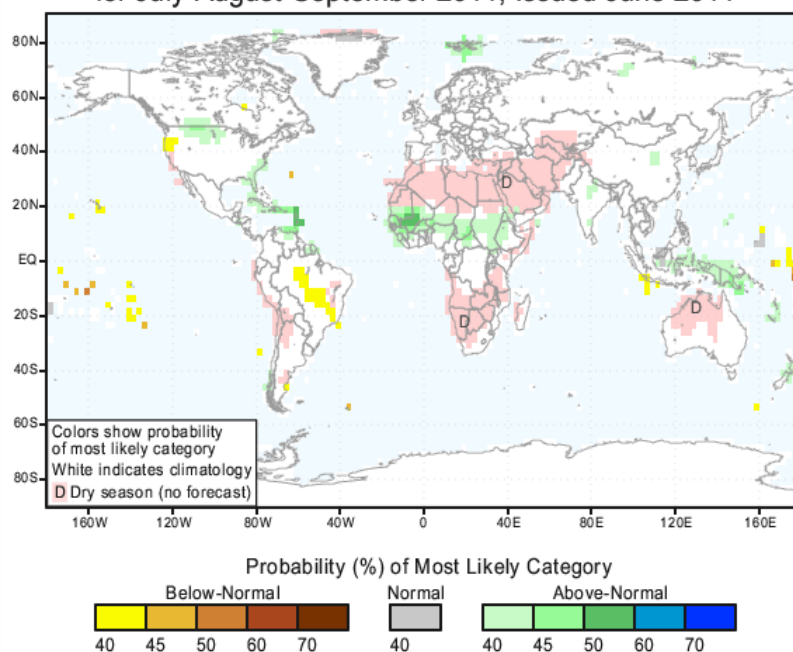 80N
60N
40N
20N
EQ
20S
40S
60S
80S
D
D
D
Colors show probability
of most likely category
White indicates climatology
D Dry season (no forecast)
160W 120W 80W 40W 0 40E 80E 120E 160E
Probability (%) of Most Likely Category
Below-Normal Normal Above-Normal
40 45 50 60 70 40 40 45 50 60 70